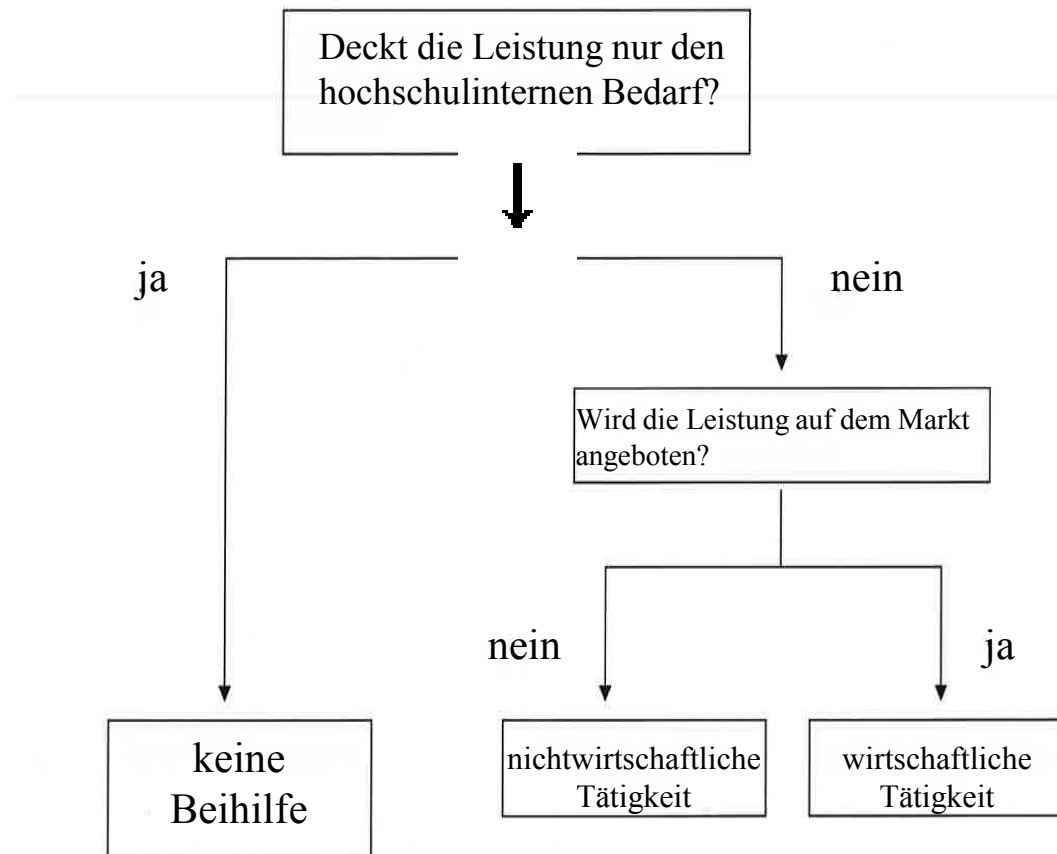 Deckt die Leistung nur den
hochschulinternen Bedarf?
ja
nein
Wird die Leistung auf dem Markt
angeboten?
nein
ja
keine
Beihilfe
nichtwirtschaftliche
Tätigkeit
wirtschaftliche
Tätigkeit